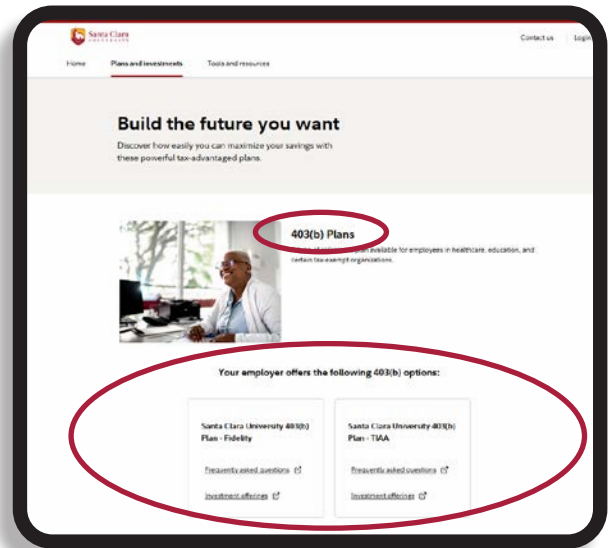 Santa Clara
UNIVERSITY
Contact us
Login
Home
Plans and investments
Tools and resources
Build the future you want
Discover how easily you can maximize your savings with
these powerful tax-advantaged plans.
403(b) Plans
available for employees in healthcare, education, and
certain tax-exempt organizations.
Your employer offers the following 403(b) options:
Santa Clara University 403(b)
Plan - Fidelity
Frequently asked questions
Investment offerings
Santa Clara University 403(b)
Plan - TIAA
Frequently asked questions
Investment offerings